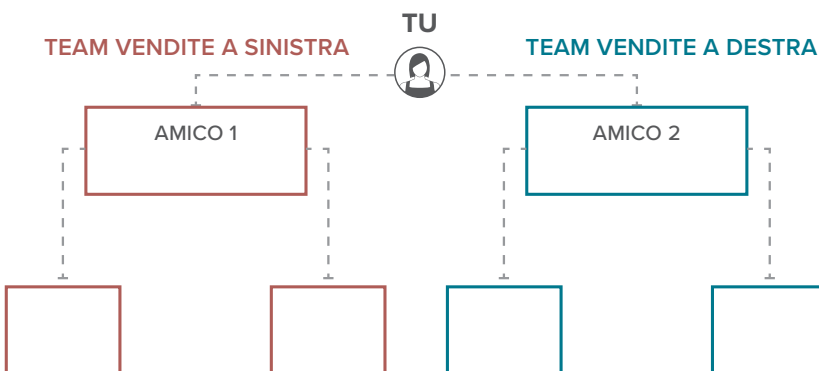 TU
TEAM VENDITE A SINISTRA
TEAM VENDITE A DESTRA
AMICO 1
AMICO 2